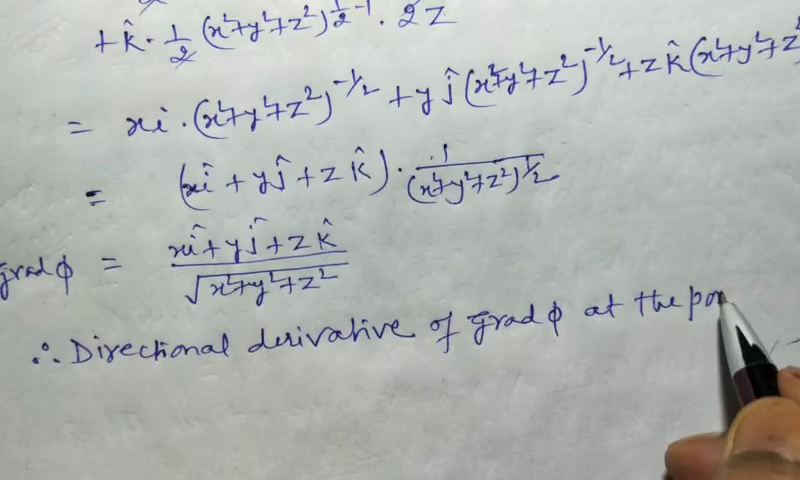 + k̂ · 1/2 (x²+y²+z²)^(1/2 - 1) · 2z
= xi · (x²+y²+z²)^(-1/2) + yĵ (x²+y²+z²)^(-1/2) + zk̂ (x²+y²+z²
= (xî + yĵ + zk̂) · 1/(x²+y²+z²)^(1/2)
grad ϕ = (xî + yĵ + zk̂)/√(x²+y²+z²)
∴ Directional derivative of grad ϕ at the po